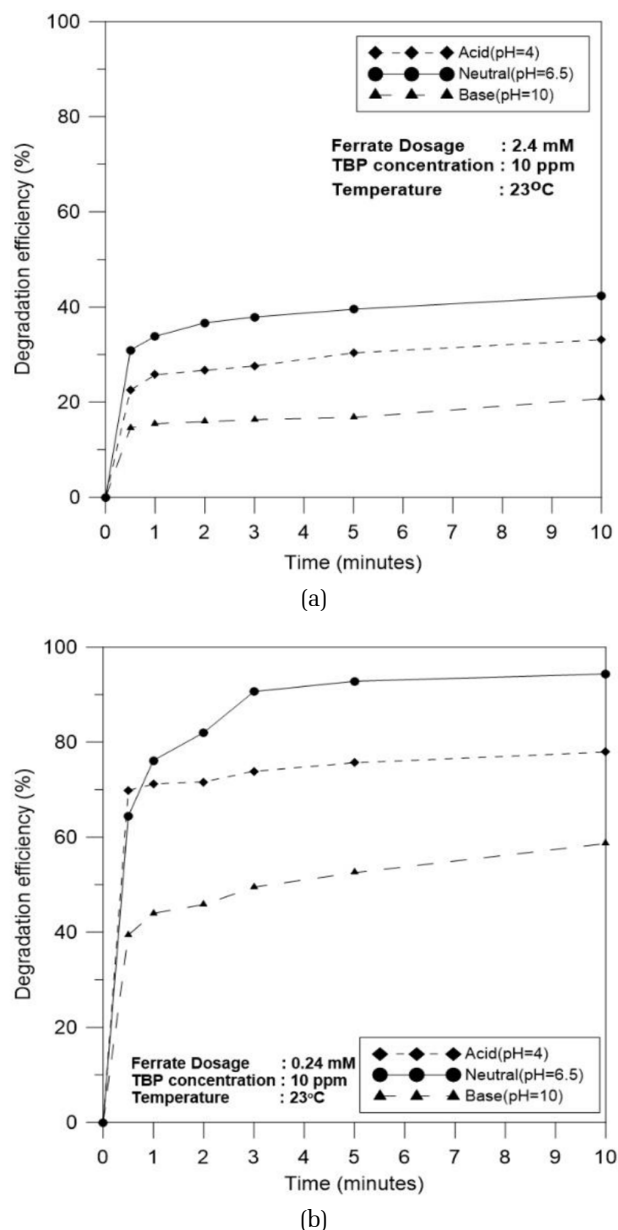 100
80
60
40
20
0
Degradation efficiency (%)
Acid(pH=4)
Neutral(pH=6.5)
Base(pH=10)
Ferrate Dosage : 2.4 mM
TBP concentration : 10 ppm
Temperature : 23ºC
0 1 2 3 4 5 6 7 8 9 10
Time (minutes)
(a)
100
80
60
40
20
0
Degradation efficiency (%)
Ferrate Dosage : 0.24 mM
TBP concentration : 10 ppm
Temperature : 23ºC
Acid(pH=4)
Neutral(pH=6.5)
Base(pH=10)
0 1 2 3 4 5 6 7 8 9 10
Time (minutes)
(b)